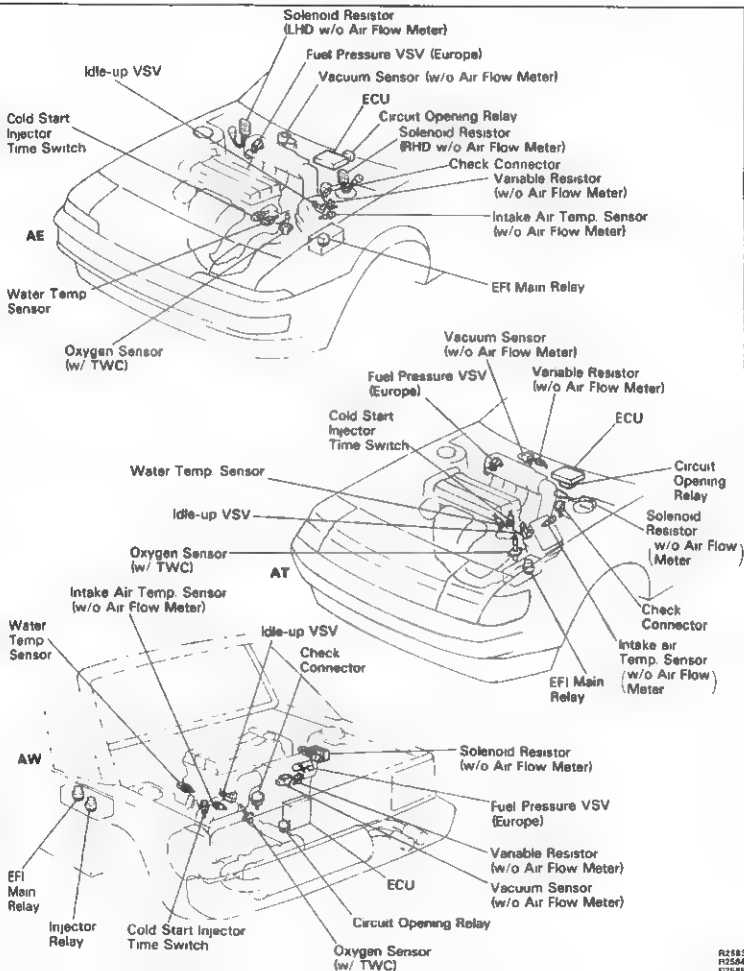 Solenoid Resistor
(LHD w/o Air Flow Meter)
Fuel Pressure VSV (Europe)
Idle-up VSV
Vacuum Sensor (w/o Air Flow Meter)
ECU
Cold Start
Injector
Time Switch
Circuit Opening Relay
Solenoid Resistor
(RHD w/o Air Flow Meter)
Check Connector
Variable Resistor
(w/o Air Flow Meter)
Intake Air Temp. Sensor
(w/o Air Flow Meter)
AE
EFI Main Relay
Water Temp
Sensor
Oxygen Sensor
(w/ TWC)
Vacuum Sensor
(w/o Air Flow Meter)
Fuel Pressure VSV
(Europe)
Variable Resistor
(w/o Air Flow Meter)
Cold Start
Injector
Time Switch
ECU
Water Temp. Sensor
Circuit
Opening
Relay
Idle-up VSV
Solenoid
Resistor
(w/o Air Flow
Meter)
Oxygen Sensor
(w/ TWC)
AT
Check
Connector
Intake air
Temp. Sensor
(w/o Air Flow
Meter)
EFI Main
Relay
Intake Air Temp. Sensor
(w/o Air Flow Meter)
Water
Temp
Sensor
Idle-up VSV
Check
Connector
AW
Solenoid Resistor
(w/o Air Flow Meter)
Fuel Pressure VSV
(Europe)
Variable Resistor
(w/o Air Flow Meter)
ECU
Vacuum Sensor
(w/o Air Flow Meter)
EFI
Main
Relay
Injector
Relay
Cold Start Injector
Time Switch
Circuit Opening Relay
Oxygen Sensor
(w/ TWC)
R2583
R2584